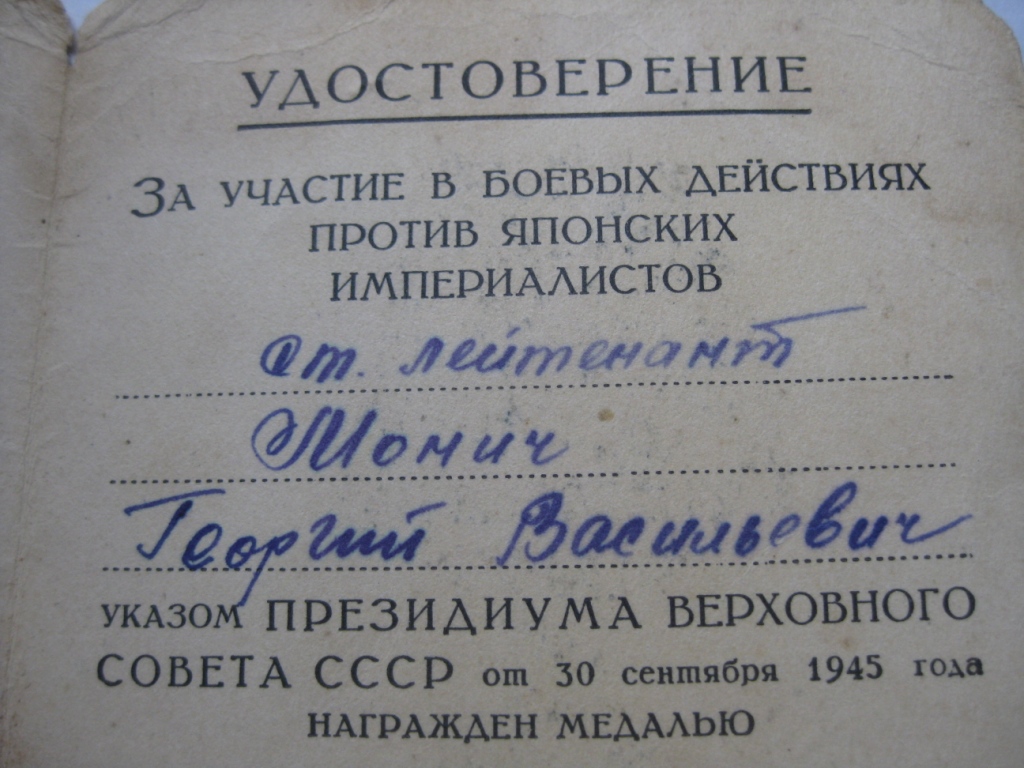 УДОСТОВЕРЕНИЕ
ЗА УЧАСТИЕ В БОЕВЫХ ДЕЙСТВИЯХ
ПРОТИВ ЯПОНСКИХ
ИМПЕРИАЛИСТОВ
ст. лейтенант
Монич
Георгий Васильевич
УКАЗОМ ПРЕЗИДИУМА ВЕРХОВНОГО
СОВЕТА СССР от 30 сентября 1945 года
НАГРАЖДЕН МЕДАЛЬЮ